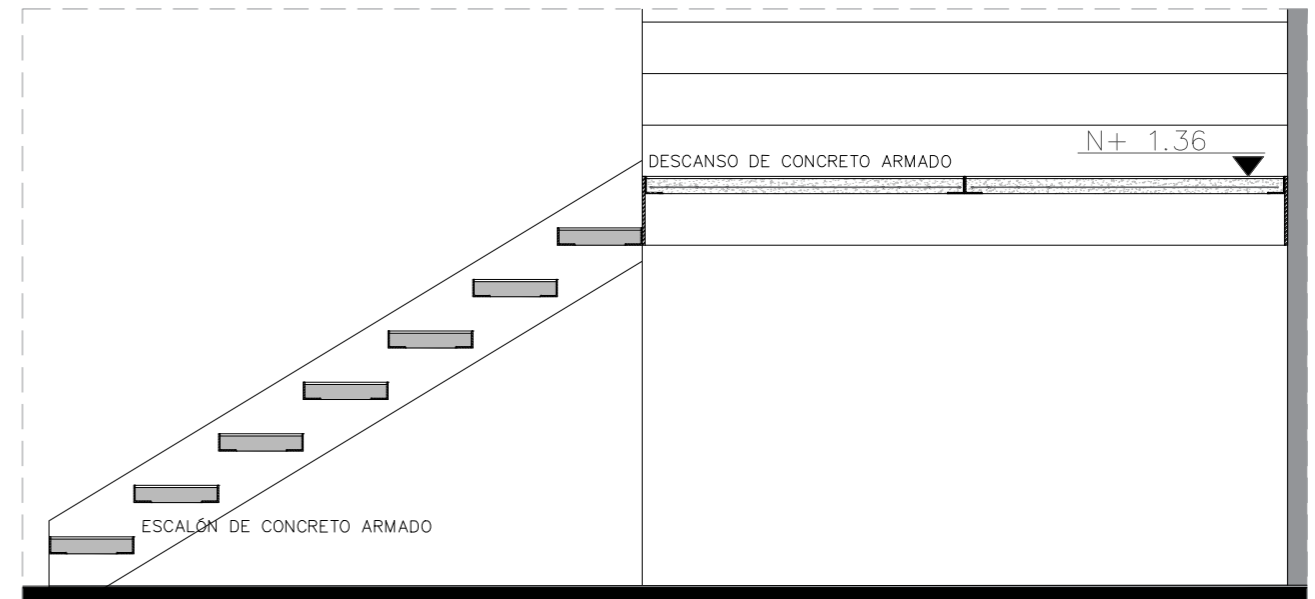 N+ 1.36
DESCANSO DE CONCRETO ARMADO
ESCALÓN DE CONCRETO ARMADO